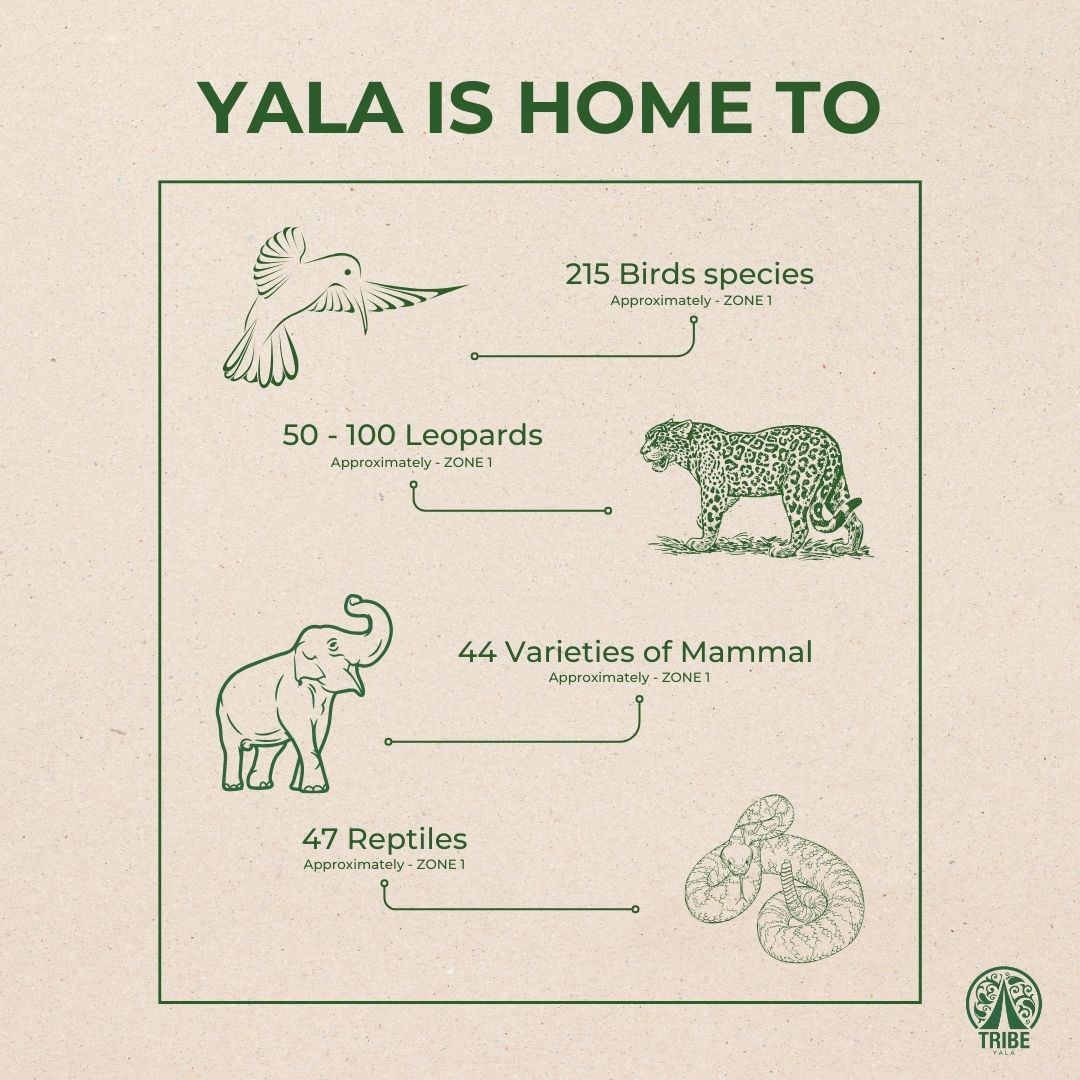 YALA IS HOME TO
215 Birds species
Approximately - ZONE 1
50 - 100 Leopards
Approximately - ZONE 1
44 Varieties of Mammal
Approximately - ZONE 1
47 Reptiles
Approximately - ZONE 1
TRIBE
YALA